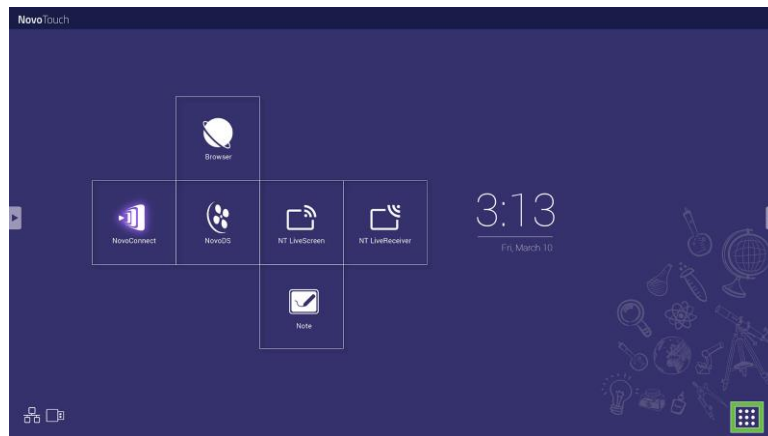 NovoTouch
Browser
NovoConnect
NovoDS
NT LiveScreen
NT LiveReceiver
3:13
Fri, March 10
Note